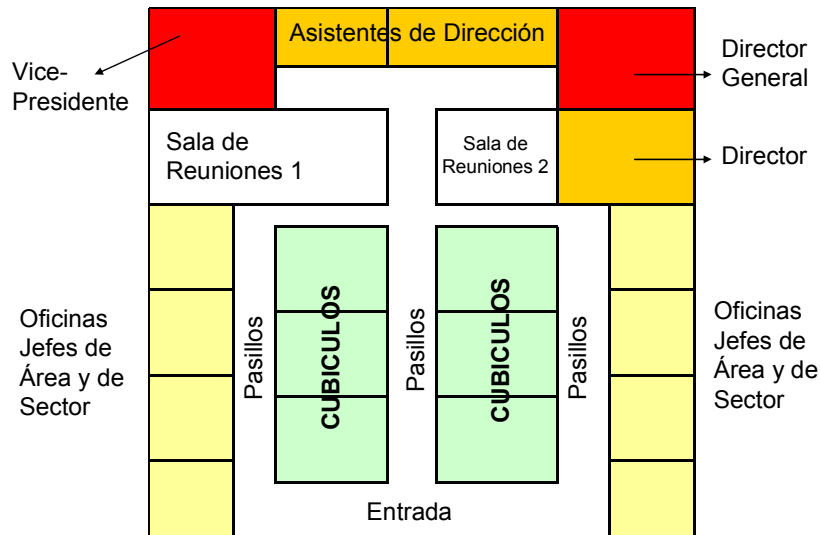 Asistentes de Dirección
Vice-
Presidente
Director
General
Sala de
Reuniones 1
Sala de
Reuniones 2
Director
Oficinas
Jefes de
Área y de
Sector
Pasillos
CUBICULOS
Pasillos
CUBICULOS
Pasillos
Oficinas
Jefes de
Área y de
Sector
Entrada